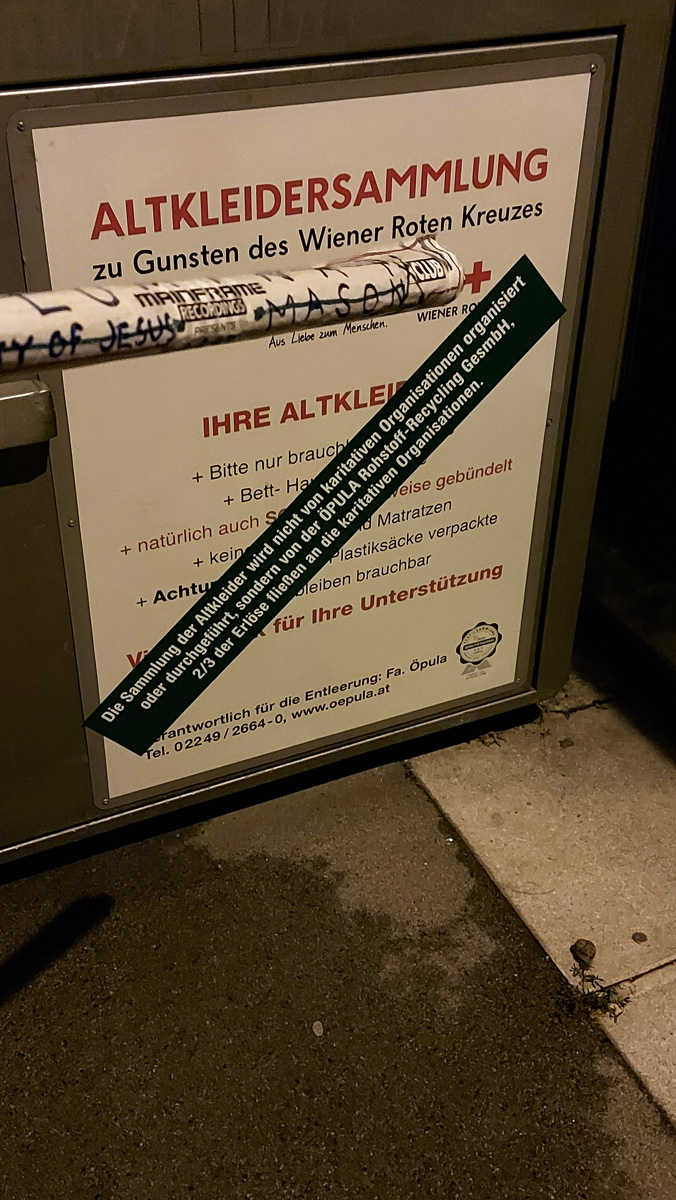 ALTKLEIDERSAMMLUNG
zu Gunsten des Wiener Roten Kreuzes
MAINFRAME
RECORDINGS
PRESENTS
MASON
CLUB
TY OF JESUS
WIENER RO
Aus Liebe zum Menschen.
IHRE ALTKLEI
+ Bitte nur brauch
+ Bett- Ha weise gebündelt
+ natürlich auch
+ kein d Matratzen
+ Achtu Plastiksäcke verpackte
bleiben brauchbar
für Ihre Unterstützung
Die Sammlung der Altkleider wird nicht von karitativen Organisationen organisiert
oder durchgeführt, sondern von der ÖPULA Rohstoff-Recycling GesmbH,
2/3 der Erlöse fließen an die karitativen Organisationen.
erantwortlich für die Entleerung: Fa. Öpula
Tel. 02249/2664-0, www.oepula.at